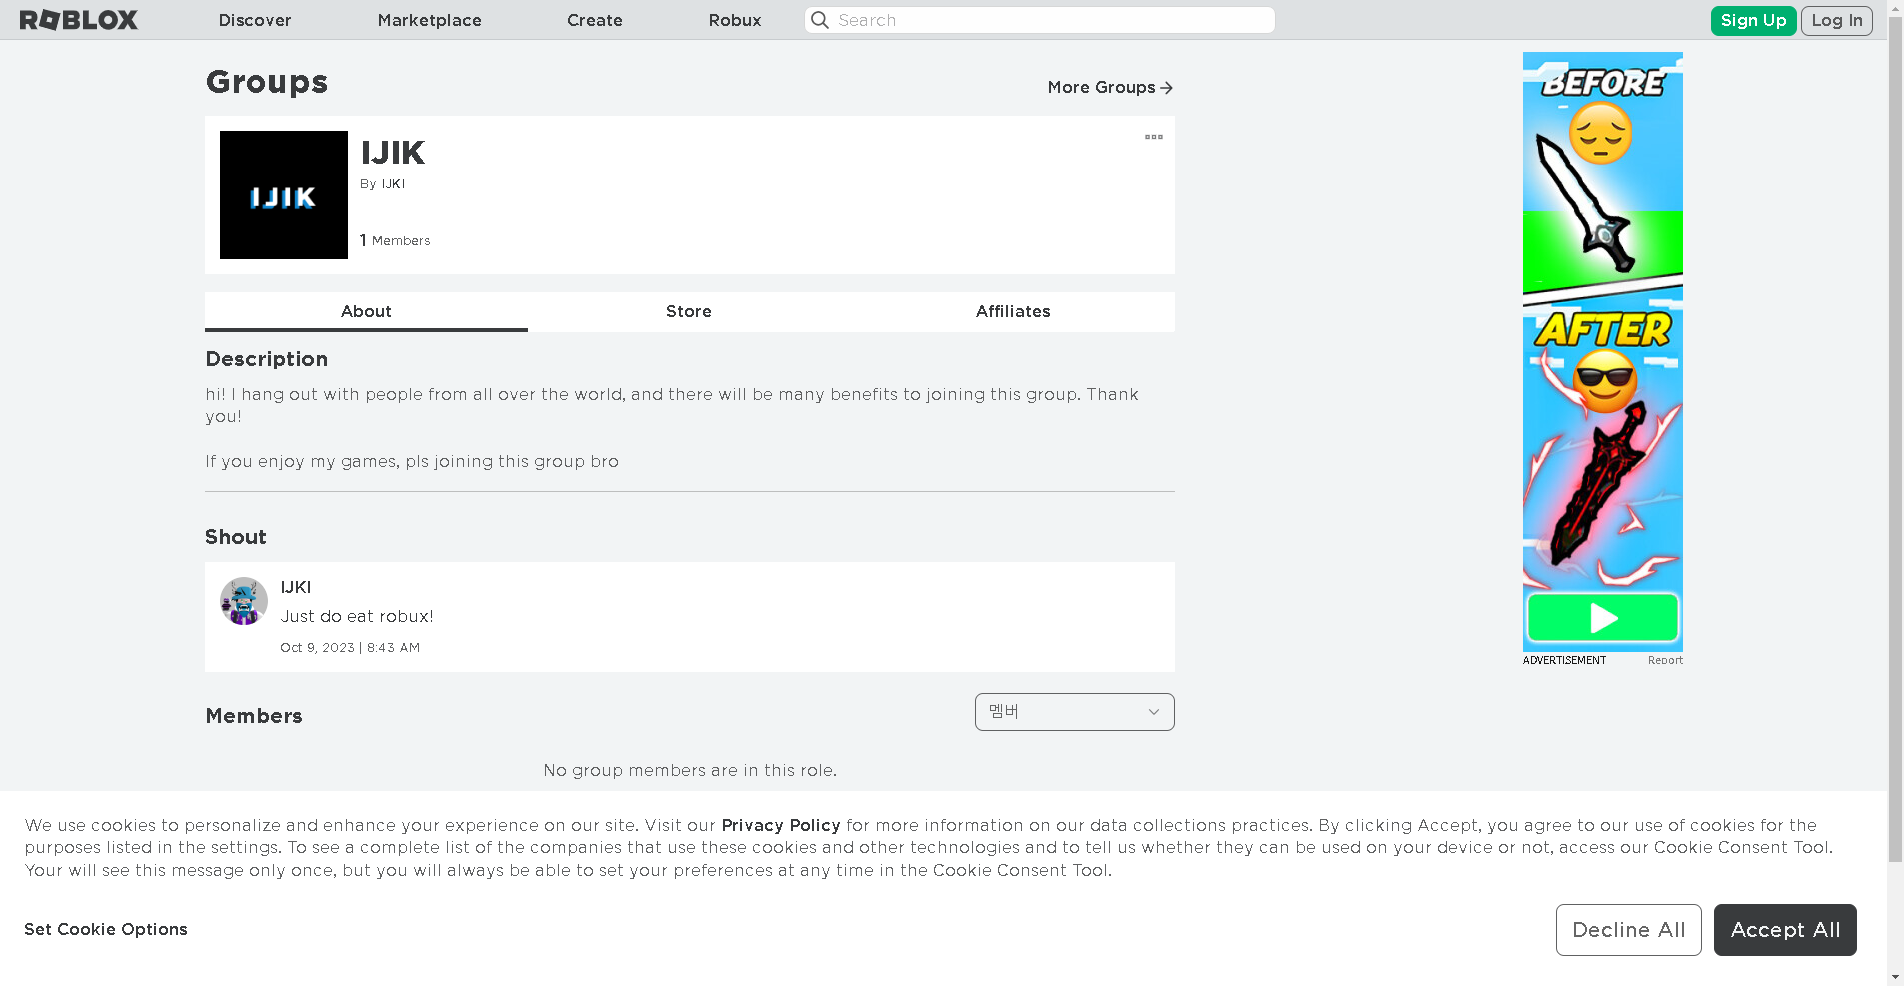 ROBLOX
Discover
Marketplace
Create
Robux
Search
Sign Up
Log In
Groups
More Groups
IJIK
IJIK
By IJKI
1 Members
About
Store
Affiliates
Description
hi! I hang out with people from all over the world, and there will be many benefits to joining this group. Thank
you!
If you enjoy my games, pls joining this group bro
Shout
IJKI
Just do eat robux!
Oct 9, 2023 | 8:43 AM
Members
멤버
No group members are in this role.
BEFORE
AFTER
ADVERTISEMENT
Report
We use cookies to personalize and enhance your experience on our site. Visit our Privacy Policy for more information on our data collections practices. By clicking Accept, you agree to our use of cookies for the
purposes listed in the settings. To see a complete list of the companies that use these cookies and other technologies and to tell us whether they can be used on your device or not, access our Cookie Consent Tool.
Your will see this message only once, but you will always be able to set your preferences at any time in the Cookie Consent Tool.
Set Cookie Options
Decline All
Accept All